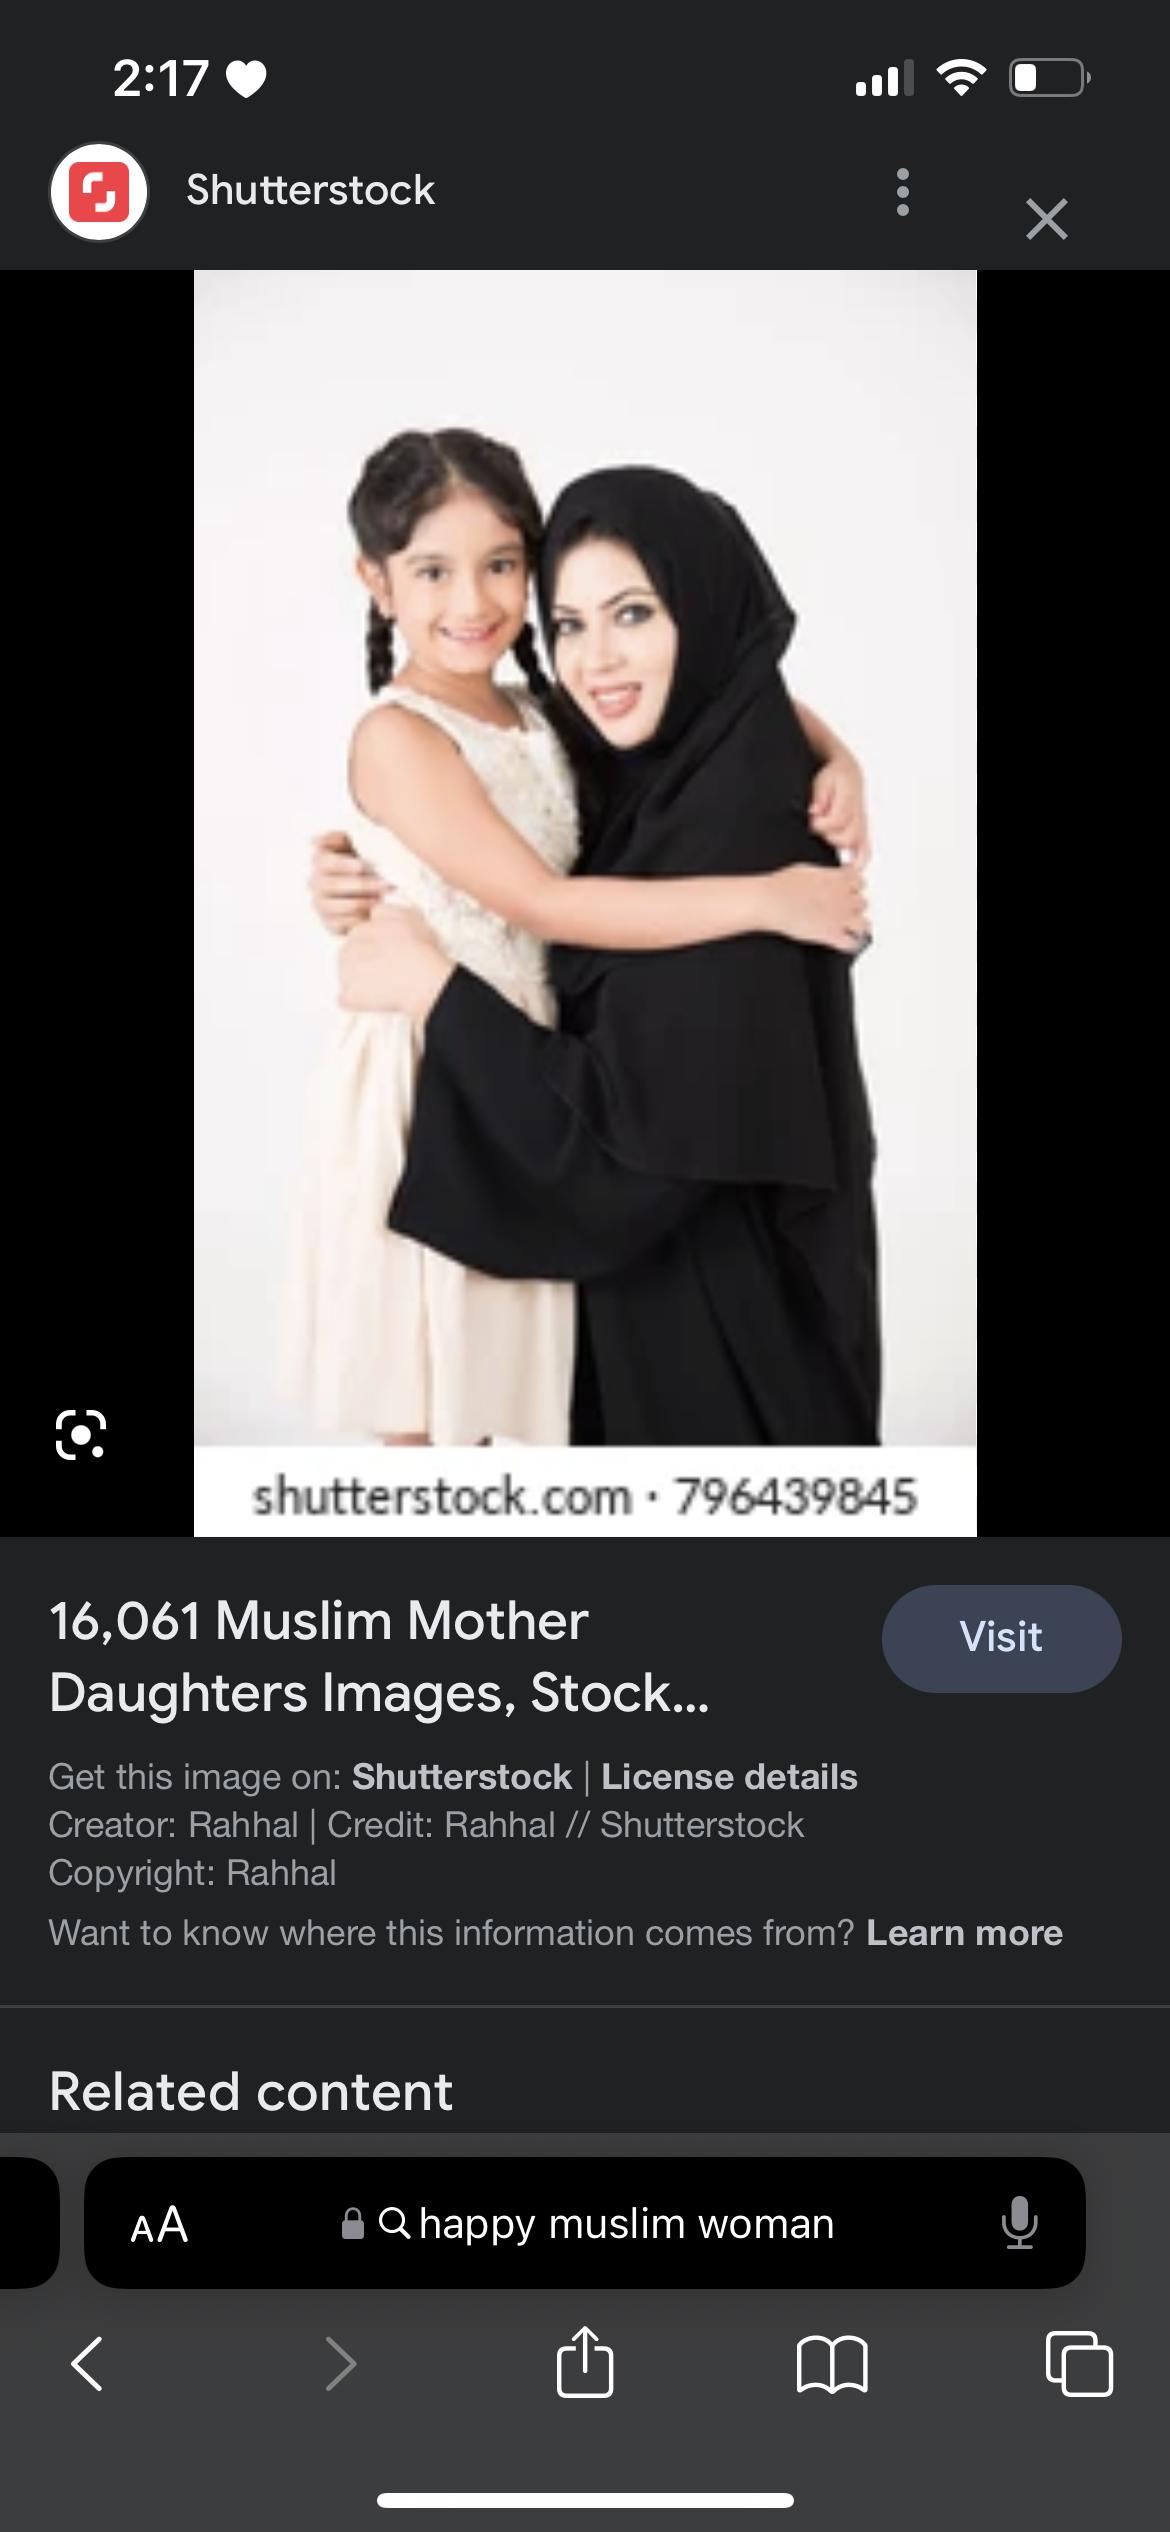 2:17
Shutterstock
shutterstock.com · 796439845
16,061 Muslim Mother
Daughters Images, Stock...
Visit
Get this image on: Shutterstock | License details
Creator: Rahhal | Credit: Rahhal // Shutterstock
Copyright: Rahhal
Want to know where this information comes from? Learn more
Related content
AA
happy muslim woman